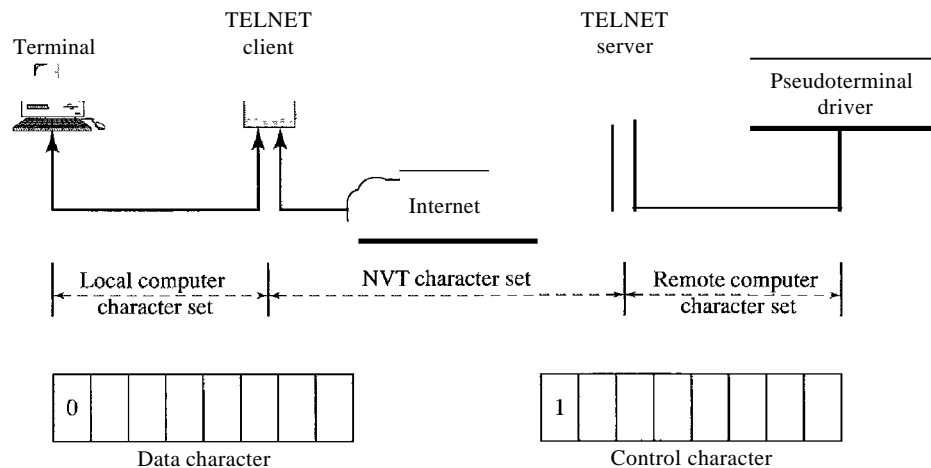 TELNET
client
TELNET
server
Terminal
Pseudoterminal
driver
Internet
Local computer
character set
NVT character set
Remote computer
character set
0
1
Data character
Control character